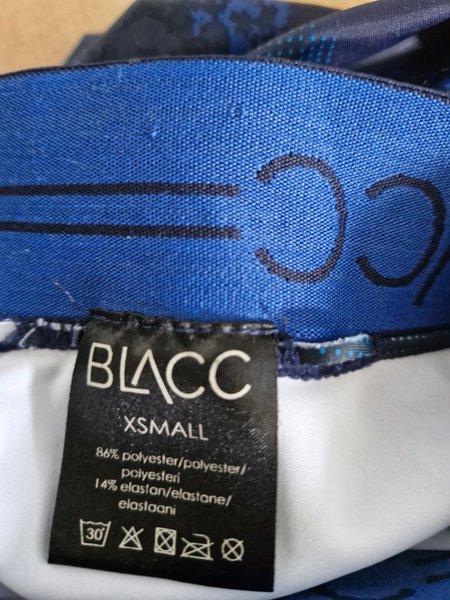 BLACC
XSMALL
86% polyester/polyester/
polyesteri
14% elastan/elastane/
elastaani
30°